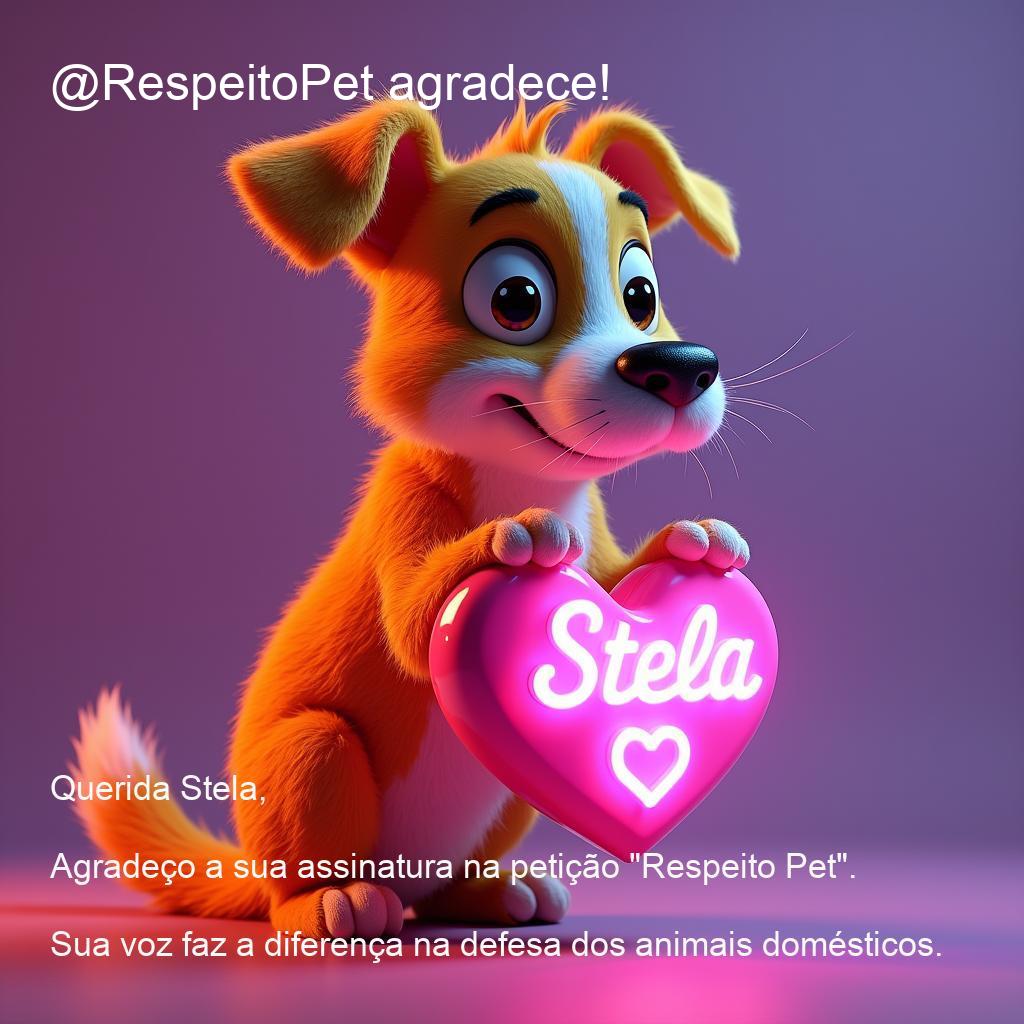 @RespeitoPet agradece!
Stela
Querida Stela,
Agradeço a sua assinatura na petição "Respeito Pet".
Sua voz faz a diferença na defesa dos animais domésticos.